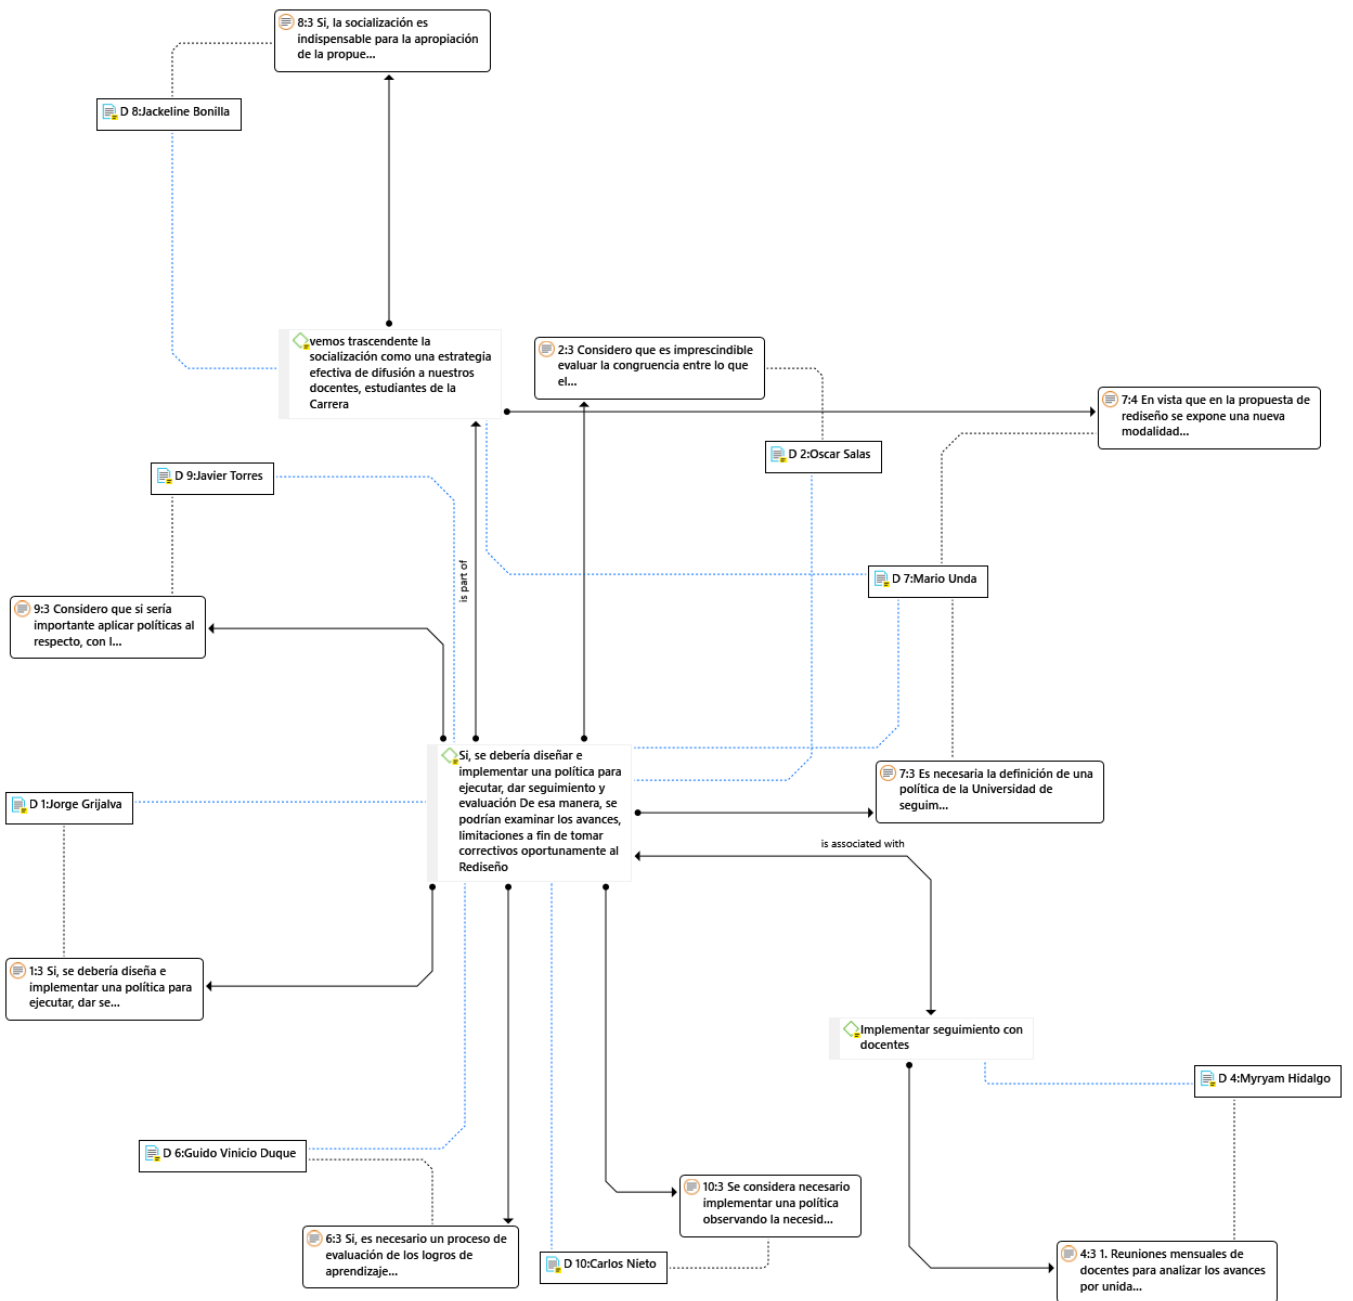 8:3 Si, la socialización es
indispensable para la apropiación
de la propue...
D 8:Jackeline Bonilla
vemos trascendente la
socialización como una estrategia
efectiva de difusión a nuestros
docentes, estudiantes de la
Carrera
2:3 Considero que es imprescindible
evaluar la congruencia entre lo que
el...
7:4 En vista que en la propuesta de
rediseño se expone una nueva
modalidad...
D 2:Oscar Salas
D 9:Javier Torres
is part of
D 7:Mario Unda
9:3 Considero que si sería
importante aplicar políticas al
respecto, con l...
Si, se debería diseñar e
implementar una política para
ejecutar, dar seguimiento y
evaluación De esa manera, se
podrían examinar los avances,
limitaciones a fin de tomar
correctivos oportunamente al
Rediseño
7:3 Es necesaria la definición de una
política de la Universidad de
seguim...
D 1:Jorge Grijalva
is associated with
1:3 Si, se debería diseña e
implementar una política para
ejecutar, dar se...
Implementar seguimiento con
docentes
D 4:Myryam Hidalgo
D 6:Guido Vinicio Duque
10:3 Se considera necesario
implementar una política
observando la necesid...
6:3 Si, es necesario un proceso de
evaluación de los logros de
aprendizaje...
D 10:Carlos Nieto
4:3 1. Reuniones mensuales de
docentes para analizar los avances
por unida...